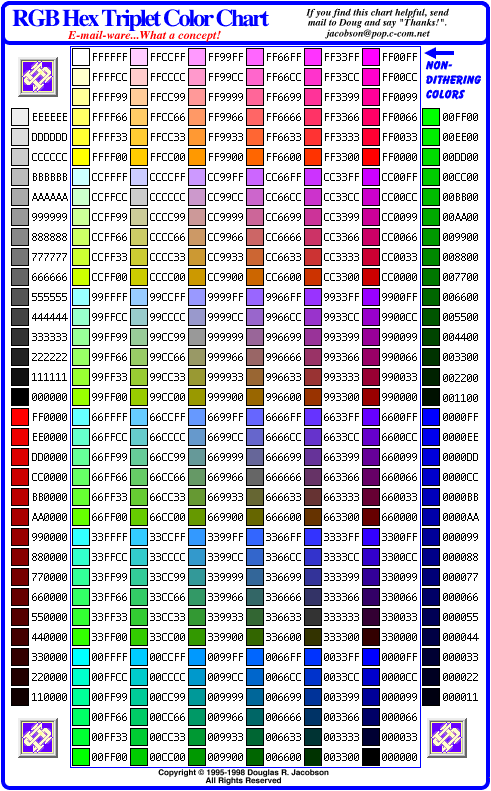 RGB Hex Triplet Color Chart
E-mail-ware...What a concept!
If you find this chart helpful, send
mail to Doug and say "Thanks!".
jacobson@pop.c-com.net
NON-
DITHERING
COLORS
FFFFFF FFCCFF FF99FF FF66FF FF33FF FF00FF
FFFFCC FFCCCC FF99CC FF66CC FF33CC FF00CC
FFFF99 FFCC99 FF9999 FF6699 FF3399 FF0099
EEEEEE FFFF66 FFCC66 FF9966 FF6666 FF3366 FF0066 00FF00
DDDDDD FFFF33 FFCC33 FF9933 FF6633 FF3333 FF0033 00EE00
CCCCCC FFFF00 FFCC00 FF9900 FF6600 FF3300 FF0000 00DD00
BBBBBB CCFFFF CCCCFF CC99FF CC66FF CC33FF CC00FF 00CC00
AAAAAA CCFFCC CCCCCC CC99CC CC66CC CC33CC CC00CC 00BB00
999999 CCFF99 CCCC99 CC9999 CC6699 CC3399 CC0099 00AA00
888888 CCFF66 CCCC66 CC9966 CC6666 CC3366 CC0066 009900
777777 CCFF33 CCCC33 CC9933 CC6633 CC3333 CC0033 008800
666666 CCFF00 CCCC00 CC9900 CC6600 CC3300 CC0000 007700
555555 99FFFF 99CCFF 9999FF 9966FF 9933FF 9900FF 006600
444444 99FFCC 99CCCC 9999CC 9966CC 9933CC 9900CC 005500
333333 99FF99 99CC99 999999 996699 993399 990099 004400
222222 99FF66 99CC66 999966 996666 993366 990066 003300
111111 99FF33 99CC33 999933 996633 993333 990033 002200
000000 99FF00 99CC00 999900 996600 993300 990000 001100
FF0000 66FFFF 66CCFF 6699FF 6666FF 6633FF 6600FF 0000FF
EE0000 66FFCC 66CCCC 6699CC 6666CC 6633CC 6600CC 0000EE
DD0000 66FF99 66CC99 669999 666699 663399 660099 0000DD
CC0000 66FF66 66CC66 669966 666666 663366 660066 0000CC
BB0000 66FF33 66CC33 669933 666633 663333 660033 0000BB
AA0000 66FF00 66CC00 669900 666600 663300 660000 0000AA
990000 33FFFF 33CCFF 3399FF 3366FF 3333FF 3300FF 000099
880000 33FFCC 33CCCC 3399CC 3366CC 3333CC 3300CC 000088
770000 33FF99 33CC99 339999 336699 333399 330099 000077
660000 33FF66 33CC66 339966 336666 333366 330066 000066
550000 33FF33 33CC33 339933 336633 333333 330033 000055
440000 33FF00 33CC00 339900 336600 333300 330000 000044
330000 00FFFF 00CCFF 0099FF 0066FF 0033FF 0000FF 000033
220000 00FFCC 00CCCC 0099CC 0066CC 0033CC 0000CC 000022
110000 00FF99 00CC99 009999 006699 003399 000099 000011
00FF66 00CC66 009966 006666 003366 000066
00FF33 00CC33 009933 006633 003333 000033
00FF00 00CC00 009900 006600 003300 000000
Copyright © 1995-1998 Douglas R. Jacobson
All Rights Reserved